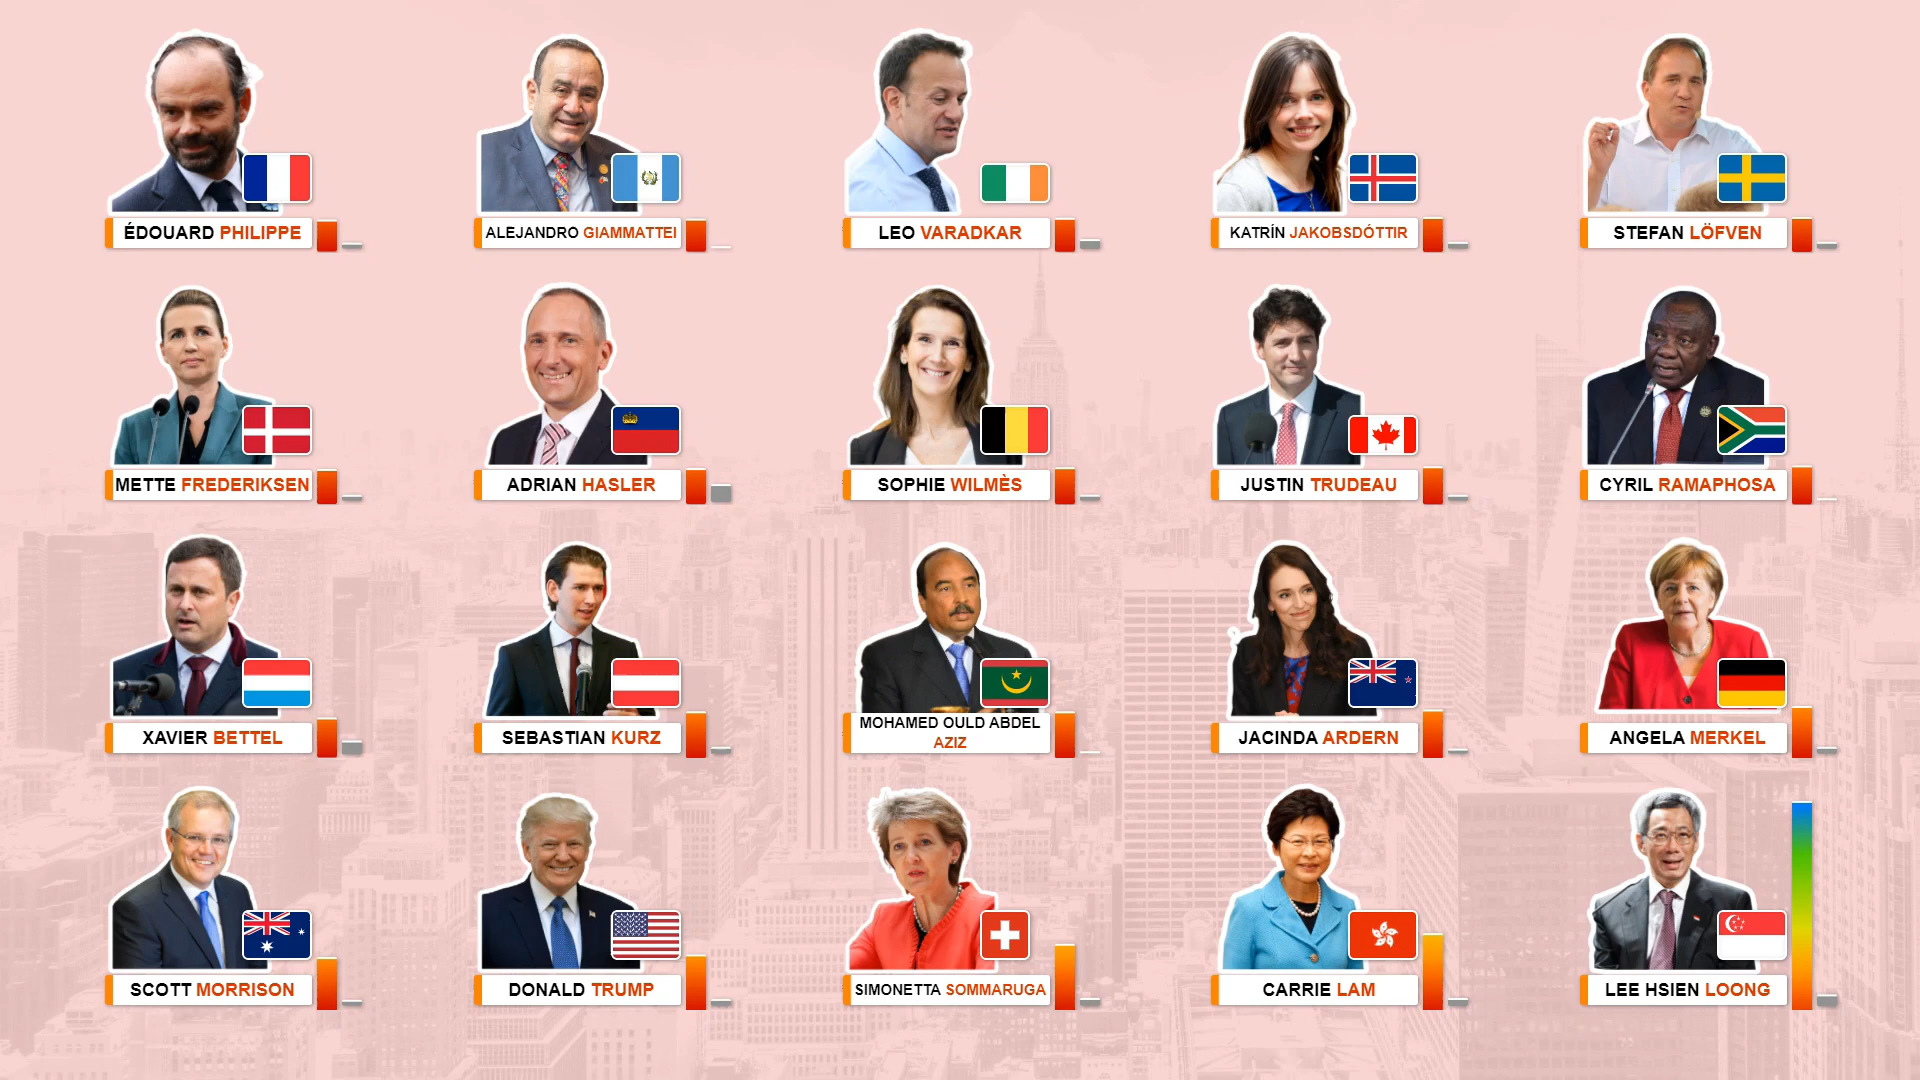 ÉDOUARD PHILIPPE
ALEJANDRO GIAMMATTEI
LEO VARADKAR
KATRÍN JAKOBSDÓTTIR
STEFAN LÖFVEN
METTE FREDERIKSEN
ADRIAN HASLER
SOPHIE WILMÈS
JUSTIN TRUDEAU
CYRIL RAMAPHOSA
XAVIER BETTEL
SEBASTIAN KURZ
MOHAMED OULD ABDEL
AZIZ
JACINDA ARDERN
ANGELA MERKEL
SCOTT MORRISON
DONALD TRUMP
SIMONETTA SOMMARUGA
CARRIE LAM
LEE HSIEN LOONG